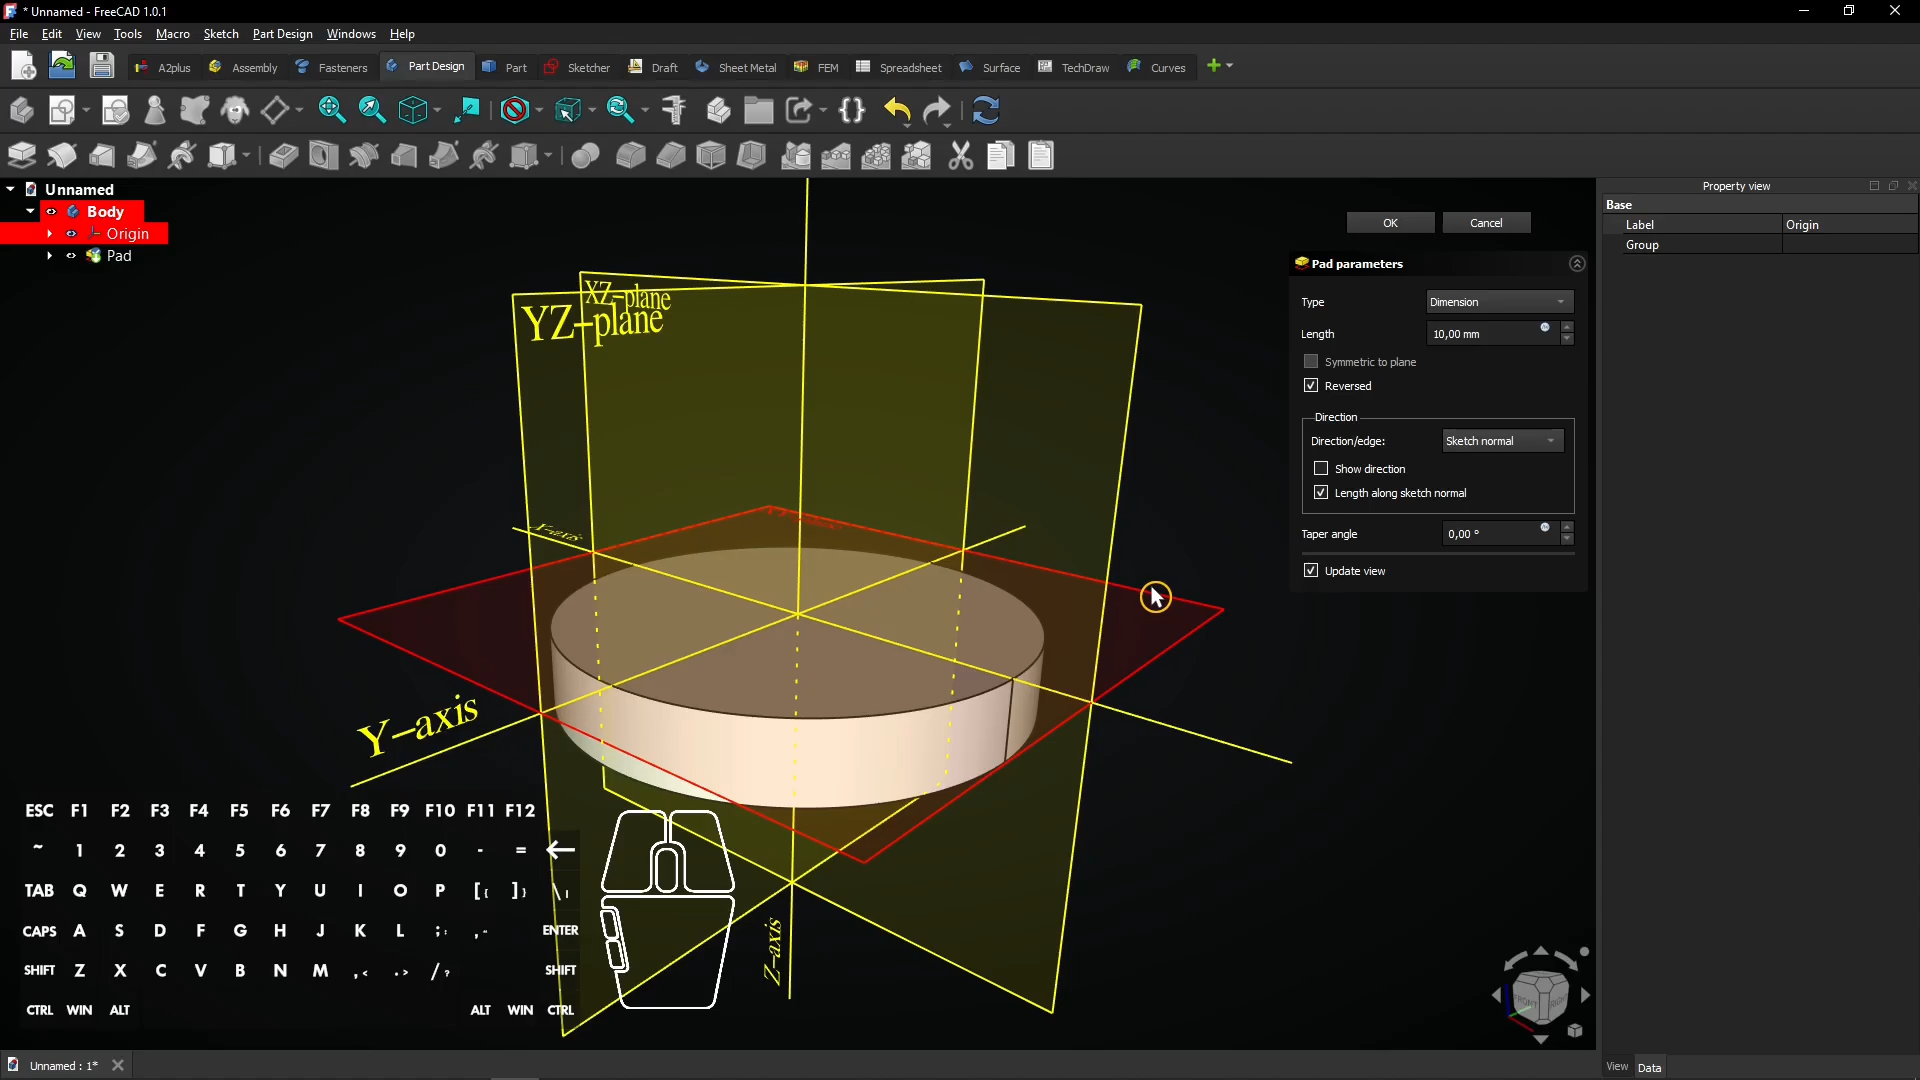 * Unnamed - FreeCAD 1.0.1
File Edit View Tools Macro Sketch Part Design Windows Help
A2plus Assembly Fasteners Part Design Part Sketcher Draft Sheet Metal FEM Spreadsheet Surface TechDraw Curves
Unnamed
Body
Origin
Pad
XZ-plane
YZ-plane
Y-axis
Z-axis
OK Cancel
Pad parameters
Type Dimension
Length 10,00 mm
Symmetric to plane
Reversed
Direction
Direction/edge: Sketch normal
Show direction
Length along sketch normal
Taper angle 0,00 °
Update view
Property view
Base
Label Origin
Group
ESC F1 F2 F3 F4 F5 F6 F7 F8 F9 F10 F11 F12
~ 1 2 3 4 5 6 7 8 9 0 - =
TAB Q W E R T Y U I O P [{ ]} \|
CAPS A S D F G H J K L ;: ,“ ENTER
SHIFT Z X C V B N M ,< .> /? SHIFT
CTRL WIN ALT ALT WIN CTRL
FRONT RIGHT
Unnamed : 1*
View Data